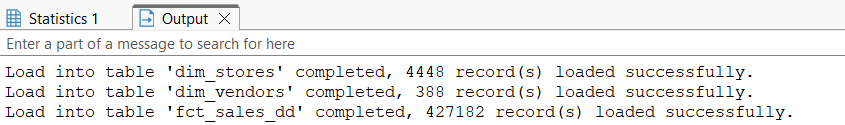 Statistics 1 Output
Enter a part of a message to search for here
Load into table 'dim_stores' completed, 4448 record(s) loaded successfully.
Load into table 'dim_vendors' completed, 388 record(s) loaded successfully.
Load into table 'fct_sales_dd' completed, 427182 record(s) loaded successfully.